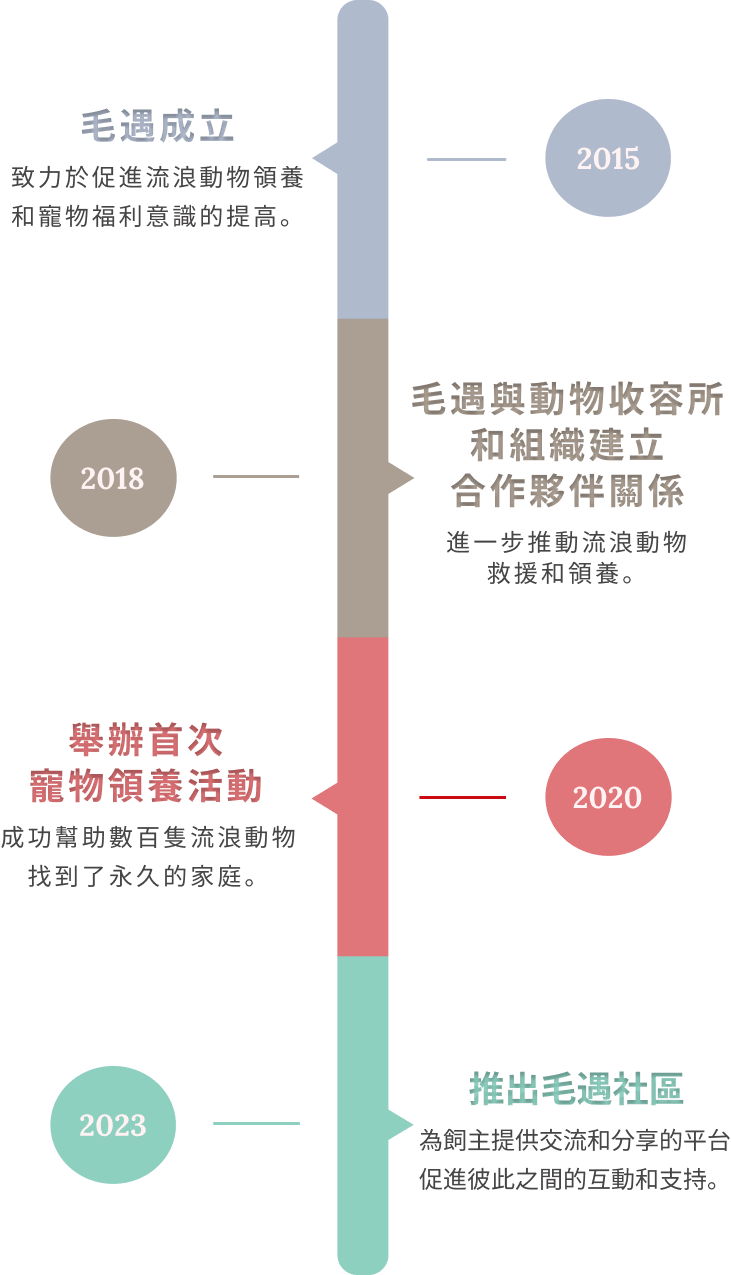 毛遇成立
致力於促進流浪動物領養
和寵物福利意識的提高。
2015
毛遇與動物收容所
和組織建立
合作夥伴關係
進一步推動流浪動物
救援和領養。
2018
舉辦首次
寵物領養活動
成功幫助數百隻流浪動物
找到了永久的家庭。
2020
推出毛遇社區
為飼主提供交流和分享的平台
促進彼此之間的互動和支持。
2023